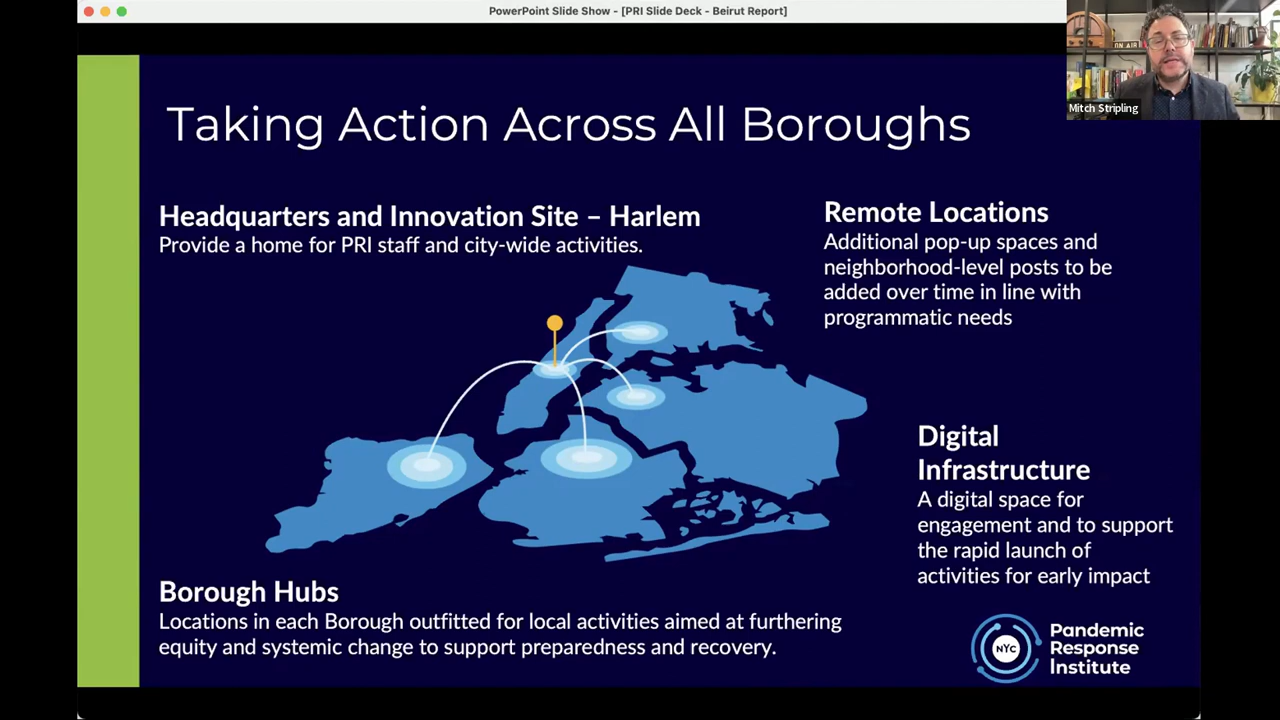 PowerPoint Slide Show - [PRI Slide Deck - Beirut Report]
ON AIR
Mitch Stripling
Taking Action Across All Boroughs
Headquarters and Innovation Site – Harlem
Provide a home for PRI staff and city-wide activities.
Remote Locations
Additional pop-up spaces and
neighborhood-level posts to be
added over time in line with
programmatic needs
Digital
Infrastructure
A digital space for
engagement and to support
the rapid launch of
activities for early impact
Borough Hubs
Locations in each Borough outfitted for local activities aimed at furthering
equity and systemic change to support preparedness and recovery.
NYC
Pandemic
Response
Institute